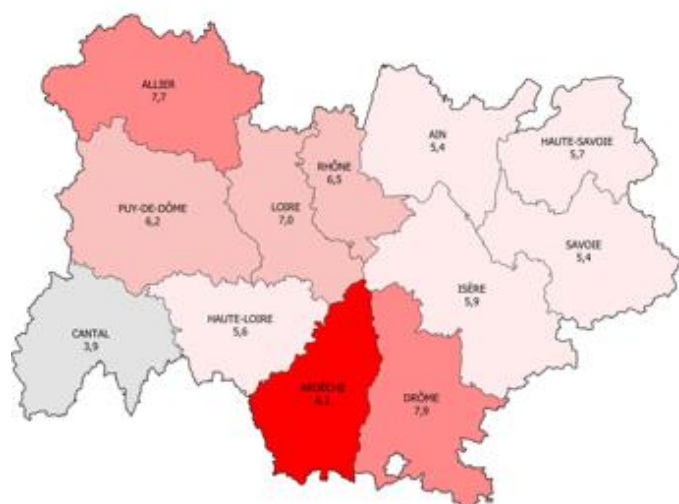 ALLIER
7,7
AIN
5,4
HAUTE-SAVOIE
5,7
RHÔNE
6,5
PUY-DE-DÔME
6,2
LOIRE
7,0
SAVOIE
5,4
ISÈRE
5,9
HAUTE-LOIRE
5,6
CANTAL
3,9
ARDÈCHE
DRÔME
7,9